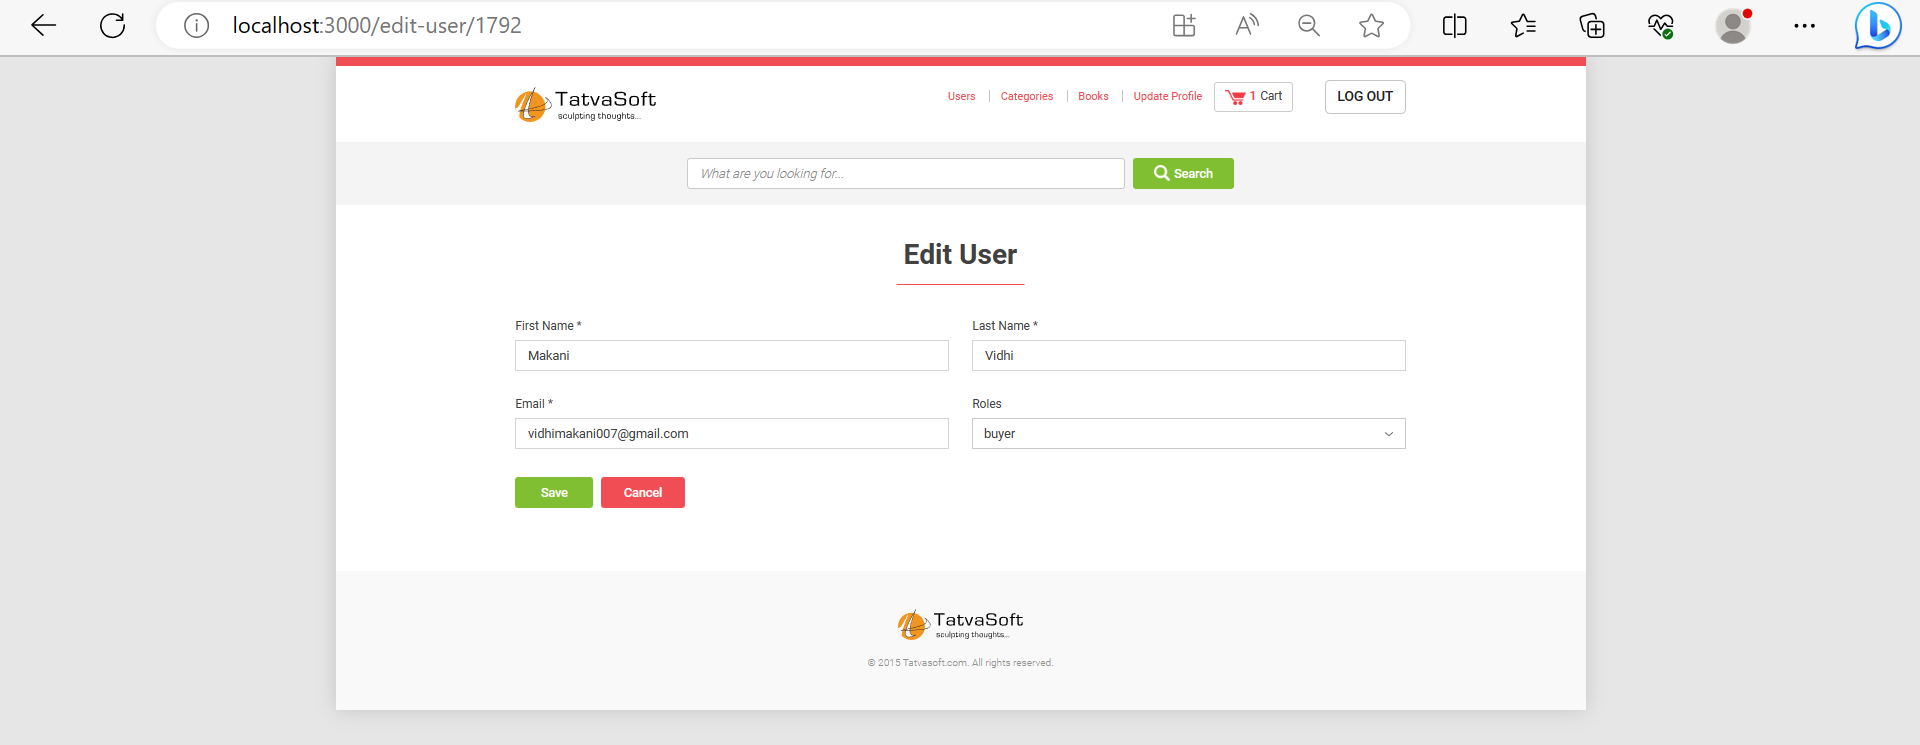 localhost:3000/edit-user/1792
TatvaSoft
sculpting thoughts...
Users
Categories
Books
Update Profile
1 Cart
LOG OUT
What are you looking for...
Search
Edit User
First Name *
Last Name *
Makani
Vidhi
Email *
Roles
vidhimakani007@gmail.com
buyer
Save
Cancel
TatvaSoft
sculpting thoughts...
© 2015 Tatvasoft.com. All rights reserved.